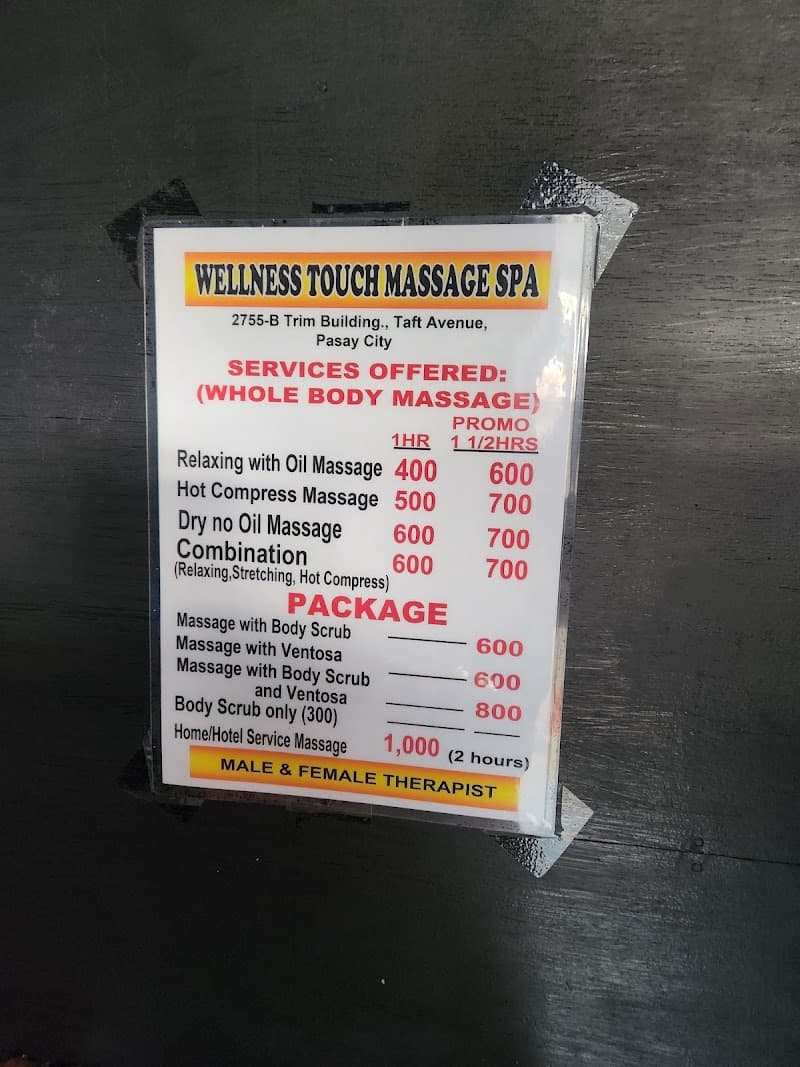 WELLNESS TOUCH MASSAGE SPA
2755-B Trim Building., Taft Avenue,
Pasay City
SERVICES OFFERED:
(WHOLE BODY MASSAGE)
PROMO
1HR 1 1/2HRS
Relaxing with Oil Massage 400 600
Hot Compress Massage 500 700
Dry no Oil Massage 600 700
Combination 600 700
(Relaxing,Stretching, Hot Compress)
PACKAGE
Massage with Body Scrub 600
Massage with Ventosa 600
Massage with Body Scrub
and Ventosa 800
Body Scrub only (300)
Home/Hotel Service Massage 1,000 (2 hours)
MALE & FEMALE THERAPIST